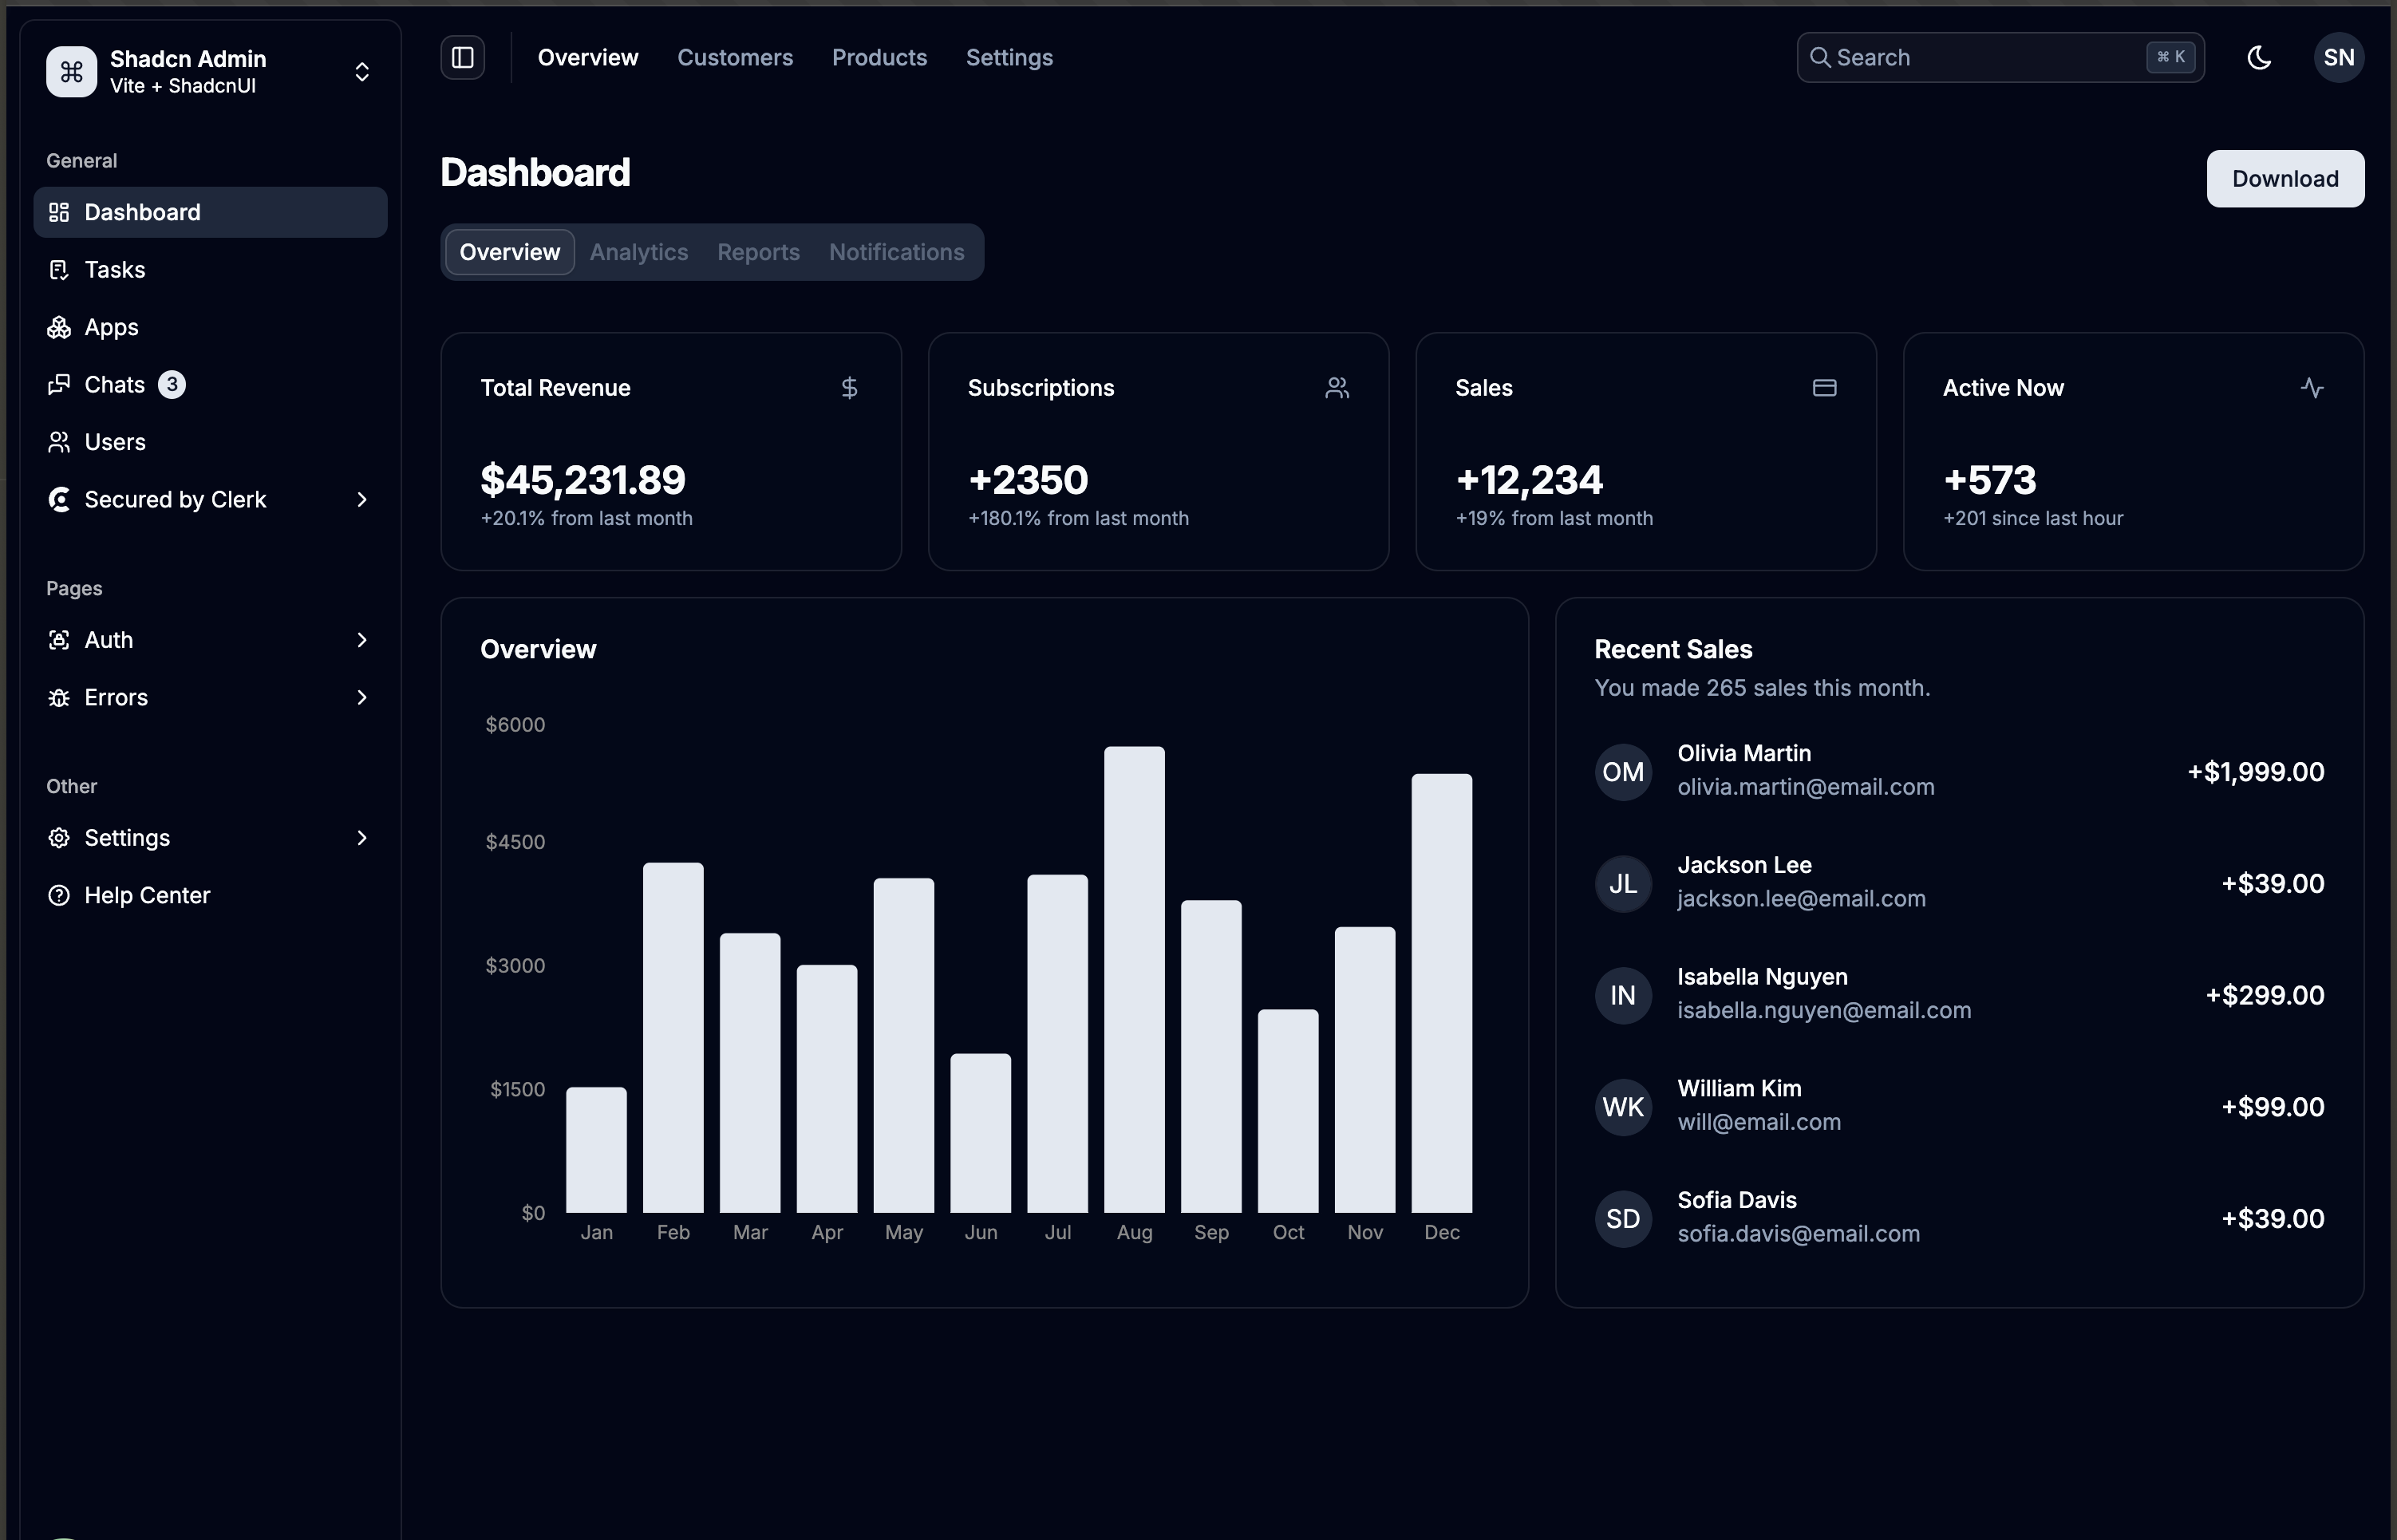 Shadcn Admin
Vite + ShadcnUI
General
Dashboard
Tasks
Apps
Chats 3
Users
Secured by Clerk
Pages
Auth
Errors
Other
Settings
Help Center
Overview Customers Products Settings
Search ⌘ K
SN
Dashboard
Download
Overview Analytics Reports Notifications
Total Revenue
$45,231.89
+20.1% from last month
Subscriptions
+2350
+180.1% from last month
Sales
+12,234
+19% from last month
Active Now
+573
+201 since last hour
Overview
$6000
$4500
$3000
$1500
$0
Jan Feb Mar Apr May Jun Jul Aug Sep Oct Nov Dec
Recent Sales
You made 265 sales this month.
OM
Olivia Martin
olivia.martin@email.com
+$1,999.00
JL
Jackson Lee
jackson.lee@email.com
+$39.00
IN
Isabella Nguyen
isabella.nguyen@email.com
+$299.00
WK
William Kim
will@email.com
+$99.00
SD
Sofia Davis
sofia.davis@email.com
+$39.00